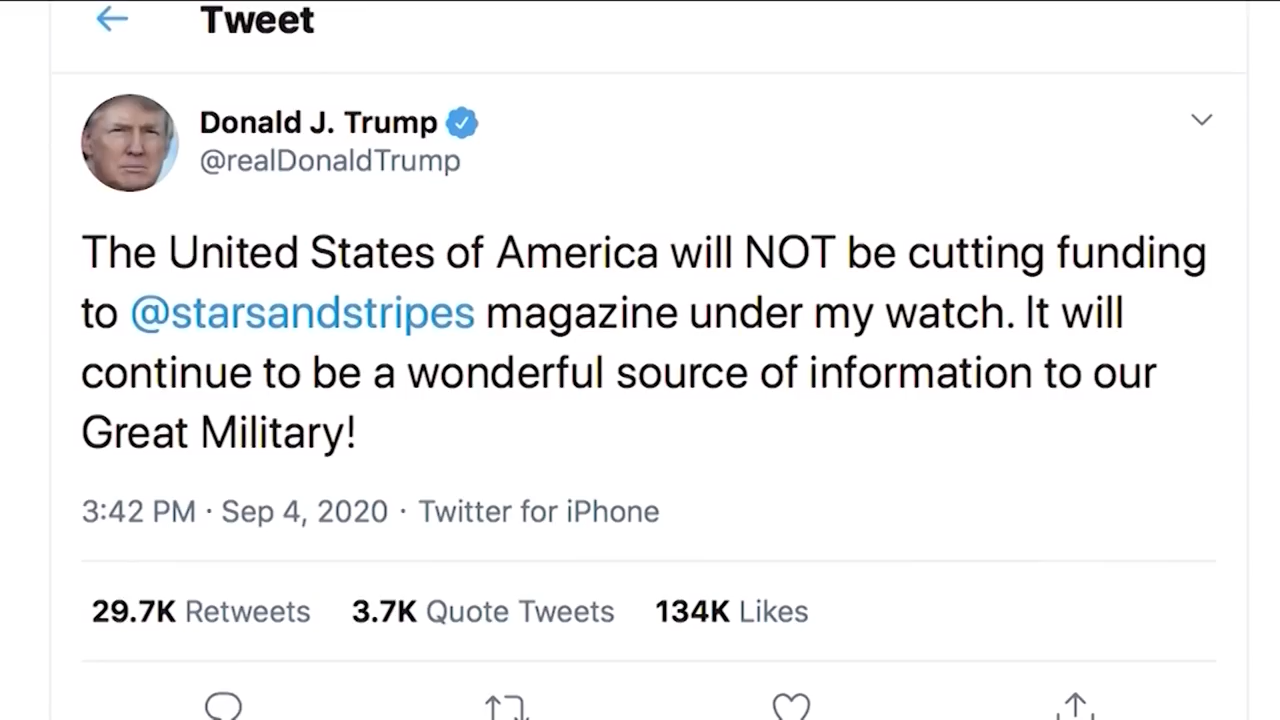 Tweet
Donald J. Trump
@realDonaldTrump
The United States of America will NOT be cutting funding
to @starsandstripes magazine under my watch. It will
continue to be a wonderful source of information to our
Great Military!
3:42 PM · Sep 4, 2020 · Twitter for iPhone
29.7K Retweets 3.7K Quote Tweets 134K Likes